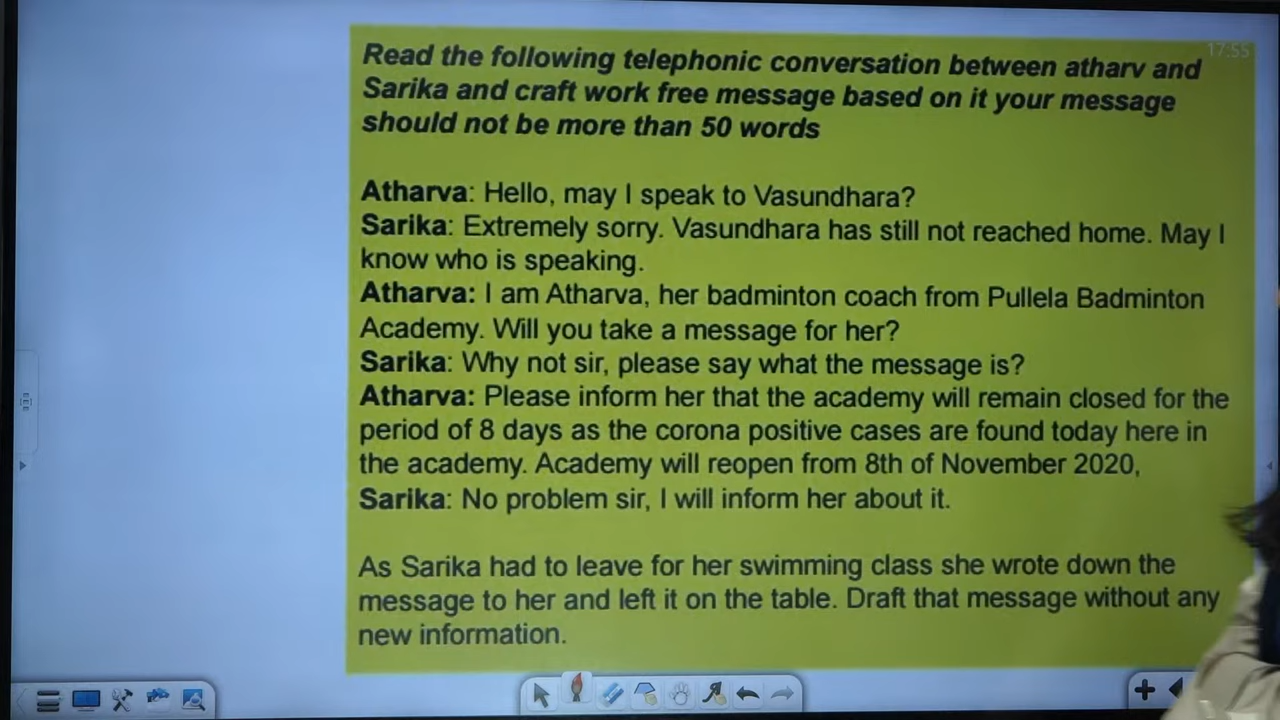 17:55
Read the following telephonic conversation between atharv and
Sarika and craft work free message based on it your message
should not be more than 50 words
Atharva: Hello, may I speak to Vasundhara?
Sarika: Extremely sorry. Vasundhara has still not reached home. May I
know who is speaking.
Atharva: I am Atharva, her badminton coach from Pullela Badminton
Academy. Will you take a message for her?
Sarika: Why not sir, please say what the message is?
Atharva: Please inform her that the academy will remain closed for the
period of 8 days as the corona positive cases are found today here in
the academy. Academy will reopen from 8th of November 2020,
Sarika: No problem sir, I will inform her about it.
As Sarika had to leave for her swimming class she wrote down the
message to her and left it on the table. Draft that message without any
new information.